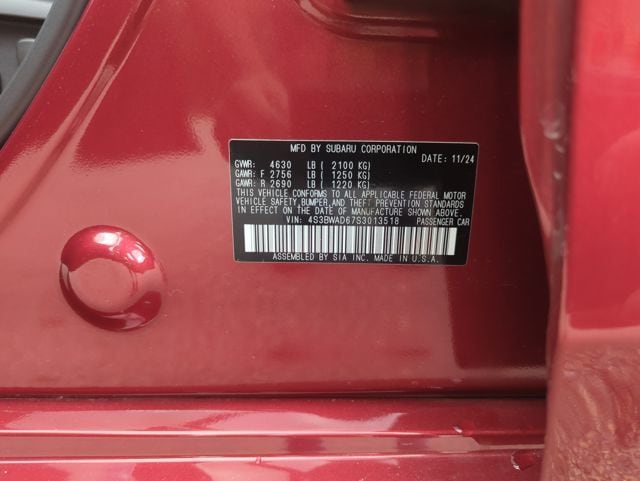 MFD BY SUBARU CORPORATION
DATE: 11/24
GVWR: 4630 LB ( 2100 KG)
GAWR: F 2756 LB ( 1250 KG)
GAWR: R 2690 LB ( 1220 KG)
THIS VEHICLE CONFORMS TO ALL APPLICABLE FEDERAL MOTOR
VEHICLE SAFETY,BUMPER,AND THEFT PREVENTION STANDARDS
IN EFFECT ON THE DATE OF MANUFACTURE SHOWN ABOVE.
VIN: 4S3BWAD67S3013518 PASSENGER CAR
ASSEMBLED BY SIA INC. MADE IN U.S.A.